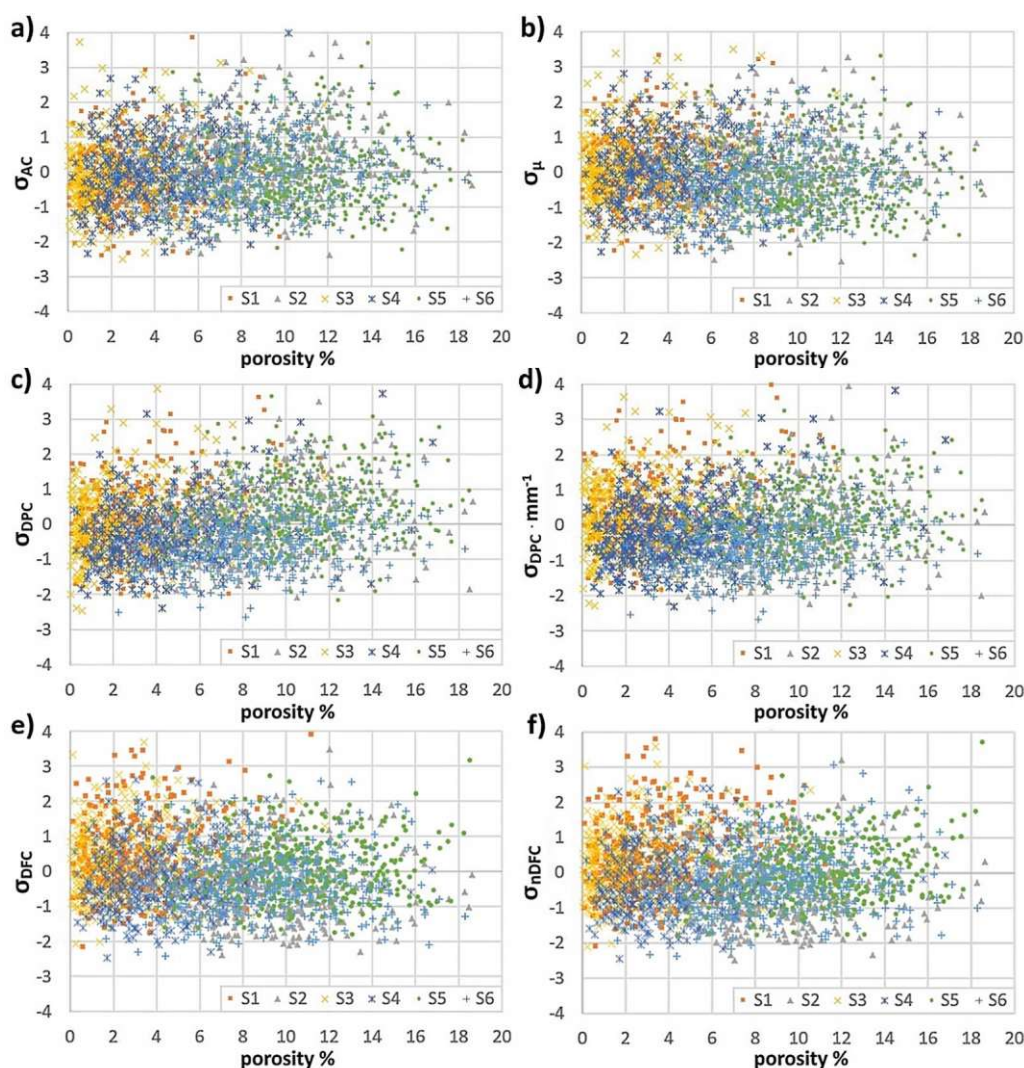 a)
4
3
2
1
0
-1
-2
-3
-4
σAC
S1 S2 S3 S4 S5 S6
0 2 4 6 8 10 12 14 16 18 20
porosity %
b)
4
3
2
1
0
-1
-2
-3
-4
σμ
S1 S2 S3 S4 S5 S6
0 2 4 6 8 10 12 14 16 18 20
porosity %
c)
4
3
2
1
0
-1
-2
-3
-4
σDPC
S1 S2 S3 S4 S5 S6
0 2 4 6 8 10 12 14 16 18 20
porosity %
d)
4
3
2
1
0
-1
-2
-3
-4
σDPC · mm⁻¹
S1 S2 S3 S4 S5 S6
0 2 4 6 8 10 12 14 16 18 20
porosity %
e)
4
3
2
1
0
-1
-2
-3
-4
σDFC
S1 S2 S3 S4 S5 S6
0 2 4 6 8 10 12 14 16 18 20
porosity %
f)
4
3
2
1
0
-1
-2
-3
-4
σnDFC
S1 S2 S3 S4 S5 S6
0 2 4 6 8 10 12 14 16 18 20
porosity %